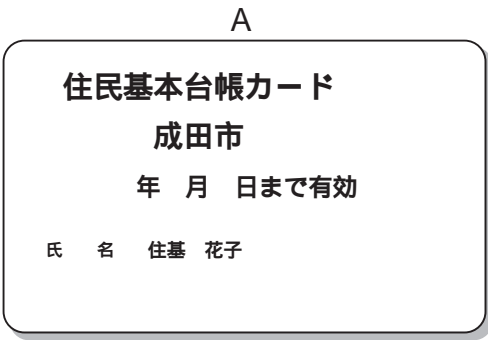 A
住民基本台帳カード
成田市
年　月　日まで有効
氏　名　住基　花子